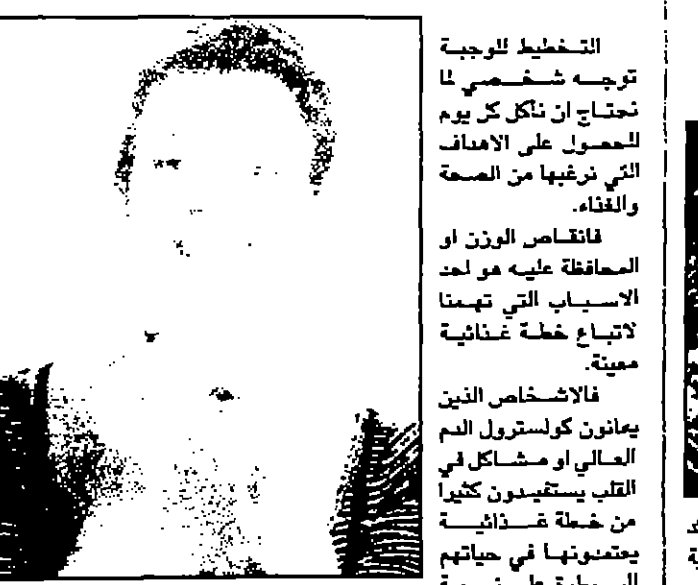 التخطيط للوجبة
توجه شخصي لما
نحتاج ان نأكل كل يوم
للحصول على الاهداف
التي نرغبها من الصحة
والغذاء.
فانقاص الوزن او
المحافظة عليه هو احد
الاسباب التي تهمنا
لاتباع خطة غذائية
معينة.
فالاشخاص الذين
يعانون كولسترول الدم
العالي او مشاكل في
القلب يستفيدون كثيرا
من خطة غذائية
يعتمدونها في حياتهم